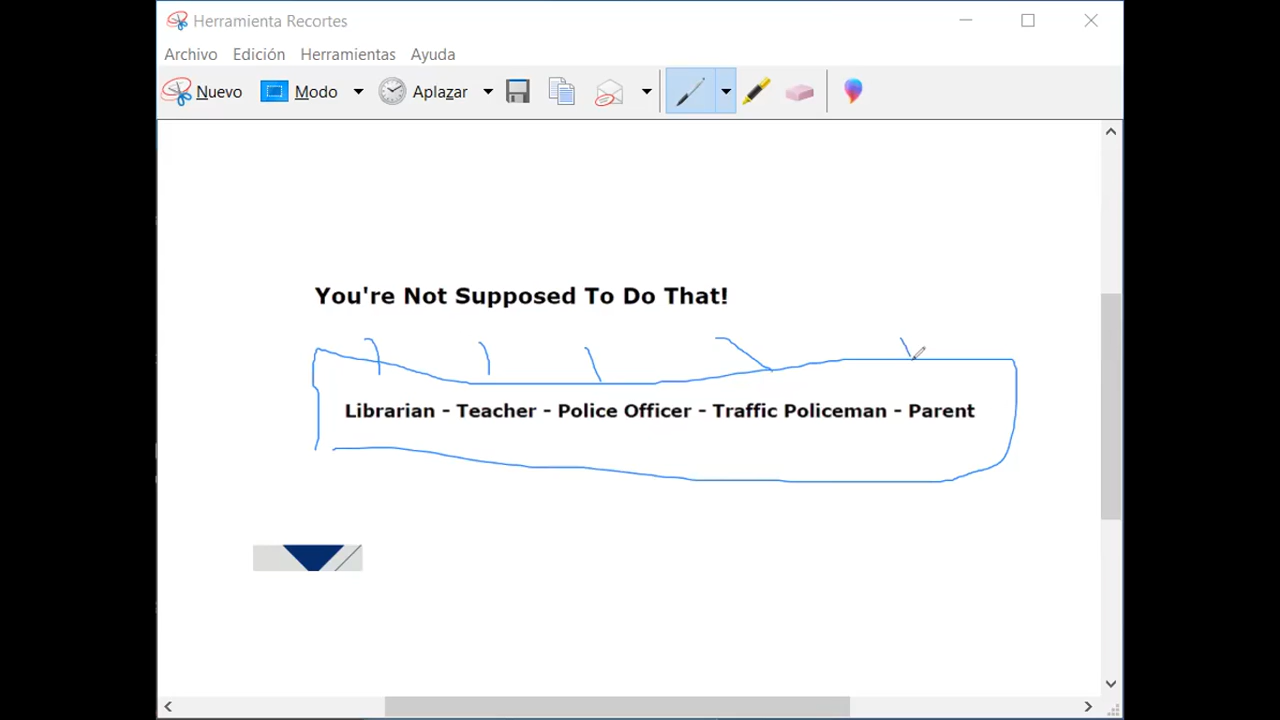 Herramienta Recortes
Archivo Edición Herramientas Ayuda
Nuevo Modo Aplazar
You're Not Supposed To Do That!
Librarian - Teacher - Police Officer - Traffic Policeman - Parent